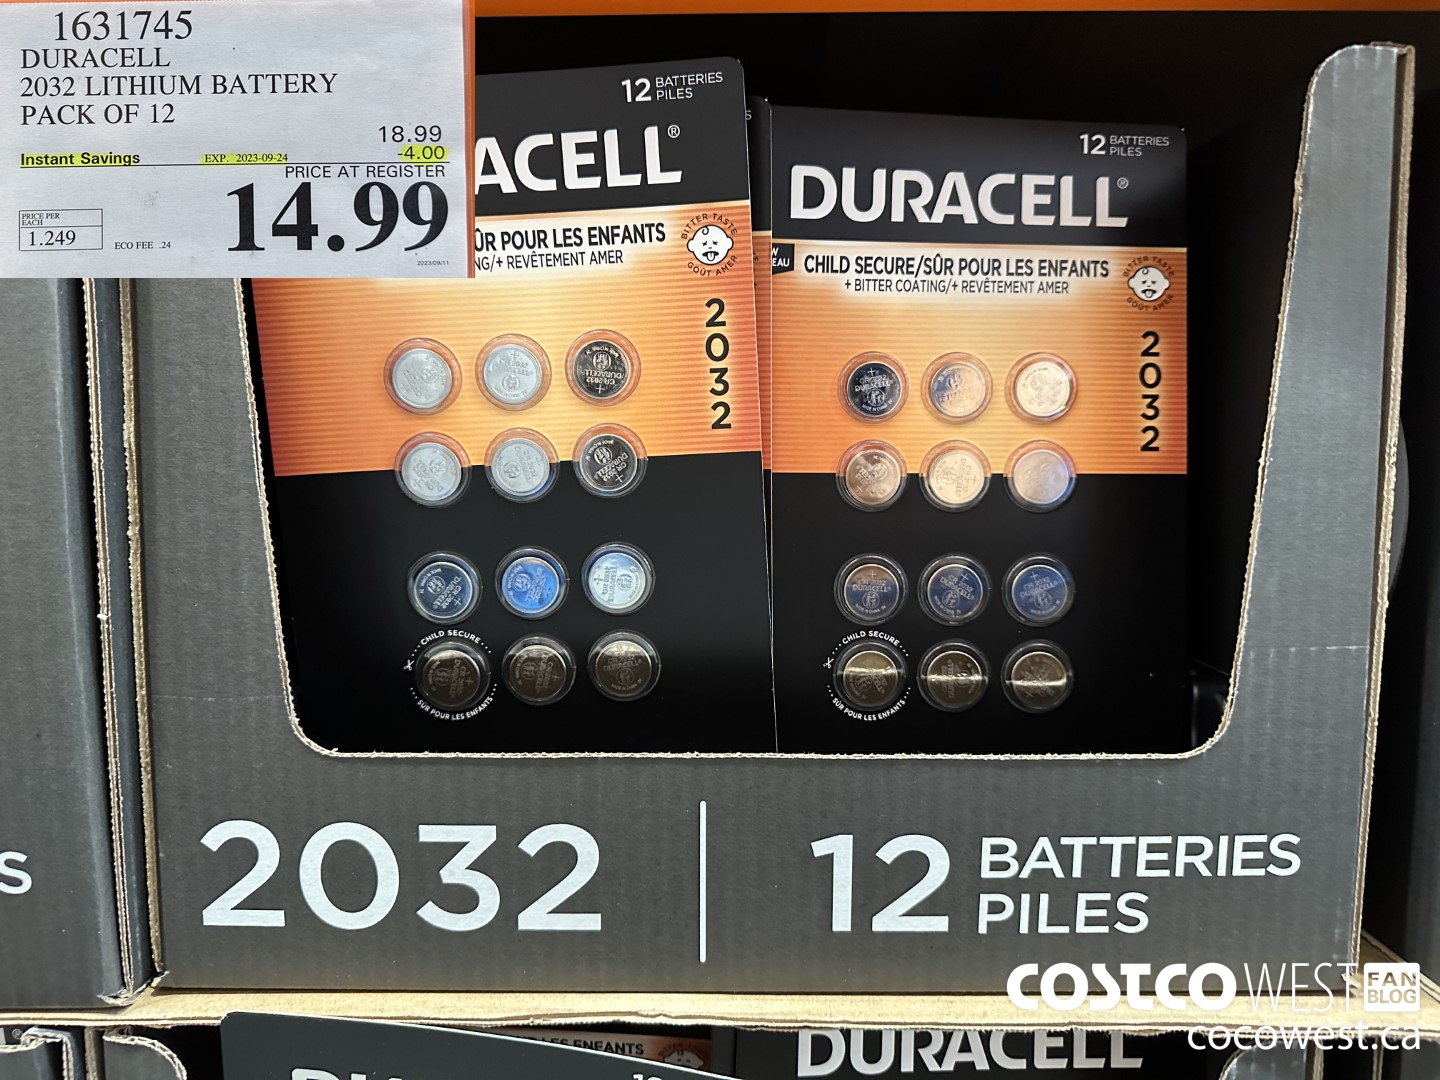 1631745
DURACELL
2032 LITHIUM BATTERY
PACK OF 12
18.99
Instant Savings EXP. 2023-09-24 -4.00
PRICE AT REGISTER
14.99
PRICE PER
EACH
1.249
ECO FEE .24
2023/09/11
12 BATTERIES
PILES
ACELL®
SÛR POUR LES ENFANTS
NG/+ REVÊTEMENT AMER
BITTER TASTE
GOÛT AMER
2032
CHILD SECURE
SÛR POUR LES ENFANTS
12 BATTERIES
PILES
DURACELL®
CHILD SECURE/SÛR POUR LES ENFANTS
+ BITTER COATING/+ REVÊTEMENT AMER
BITTER TASTE
GOÛT AMER
2032
CHILD SECURE
SÛR POUR LES ENFANTS
S
2032 | 12 BATTERIES
PILES
COSTCO WEST FAN
BLOG
cocowest.ca
DURACELL